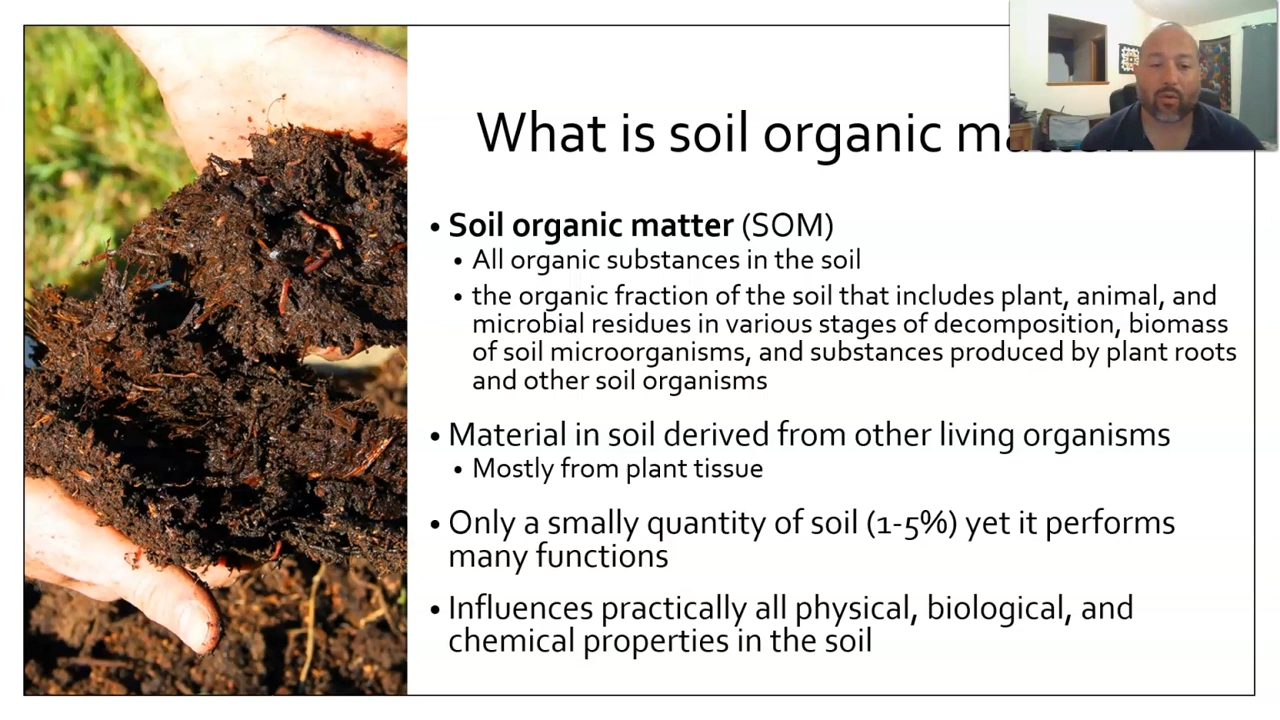 What is soil organic
• Soil organic matter (SOM)
• All organic substances in the soil
• the organic fraction of the soil that includes plant, animal, and
microbial residues in various stages of decomposition, biomass
of soil microorganisms, and substances produced by plant roots
and other soil organisms
• Material in soil derived from other living organisms
• Mostly from plant tissue
• Only a smally quantity of soil (1-5%) yet it performs
many functions
• Influences practically all physical, biological, and
chemical properties in the soil